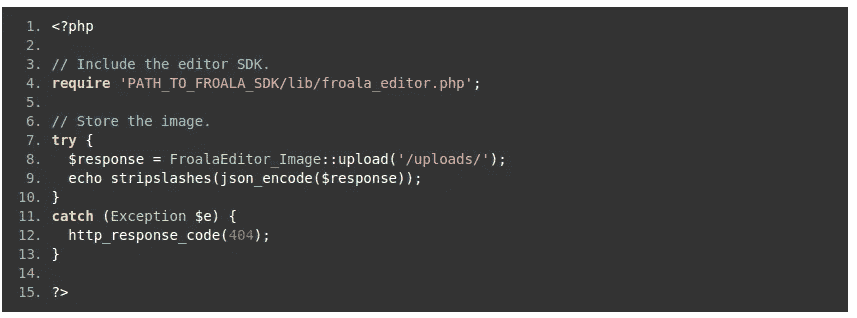 1. <?php
2.
3. // Include the editor SDK.
4. require 'PATH_TO_FROALA_SDK/lib/froala_editor.php';
5.
6. // Store the image.
7. try {
8.   $response = FroalaEditor_Image::upload('/uploads/');
9.   echo stripslashes(json_encode($response));
10. }
11. catch (Exception $e) {
12.   http_response_code(404);
13. }
14.
15. ?>